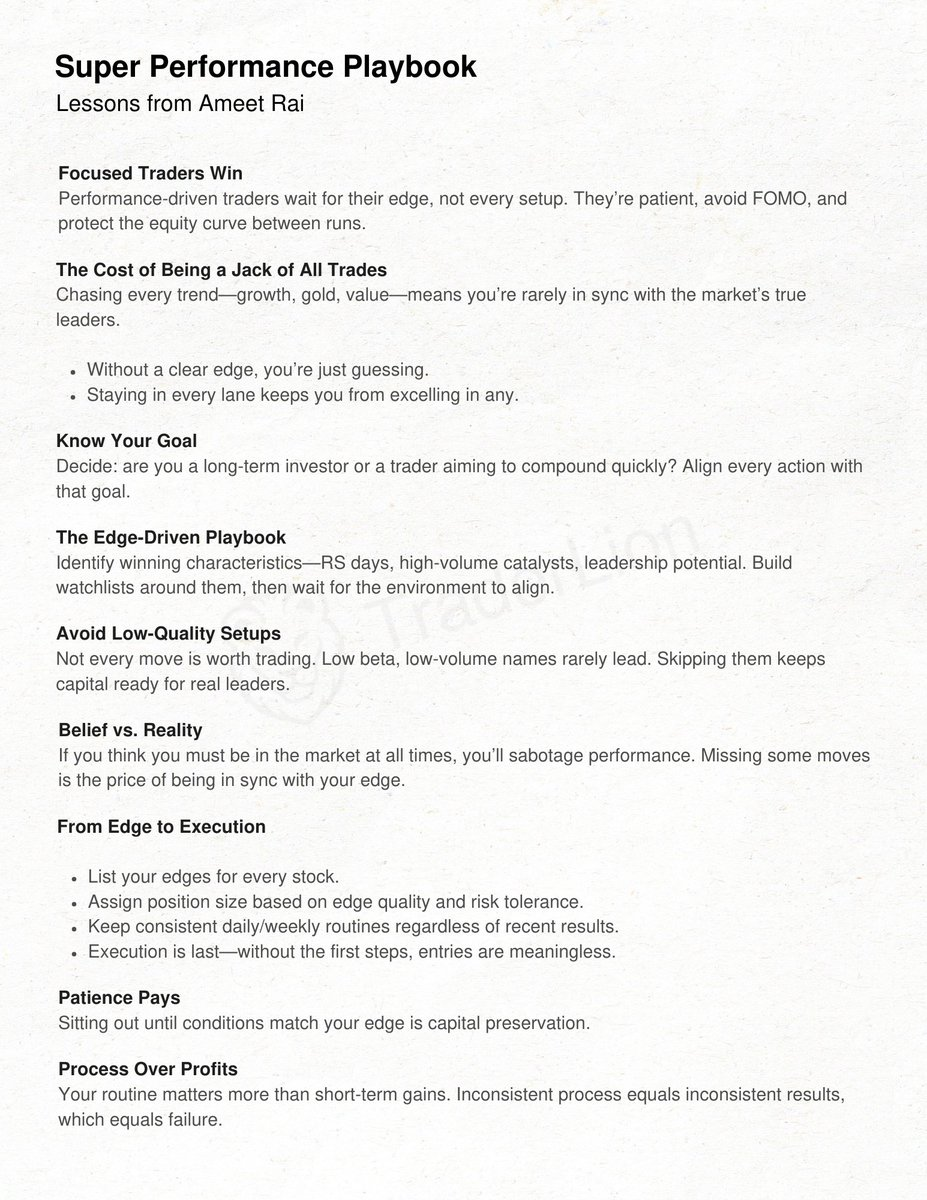 Super Performance Playbook
Lessons from Ameet Rai
Focused Traders Win
Performance-driven traders wait for their edge, not every setup. They’re patient, avoid FOMO, and
protect the equity curve between runs.
The Cost of Being a Jack of All Trades
Chasing every trend—growth, gold, value—means you’re rarely in sync with the market’s true
leaders.
• Without a clear edge, you’re just guessing.
• Staying in every lane keeps you from excelling in any.
Know Your Goal
Decide: are you a long-term investor or a trader aiming to compound quickly? Align every action with
that goal.
The Edge-Driven Playbook
Identify winning characteristics—RS days, high-volume catalysts, leadership potential. Build
watchlists around them, then wait for the environment to align.
TraderLion
Avoid Low-Quality Setups
Not every move is worth trading. Low beta, low-volume names rarely lead. Skipping them keeps
capital ready for real leaders.
Belief vs. Reality
If you think you must be in the market at all times, you’ll sabotage performance. Missing some moves
is the price of being in sync with your edge.
From Edge to Execution
• List your edges for every stock.
• Assign position size based on edge quality and risk tolerance.
• Keep consistent daily/weekly routines regardless of recent results.
• Execution is last—without the first steps, entries are meaningless.
Patience Pays
Sitting out until conditions match your edge is capital preservation.
Process Over Profits
Your routine matters more than short-term gains. Inconsistent process equals inconsistent results,
which equals failure.